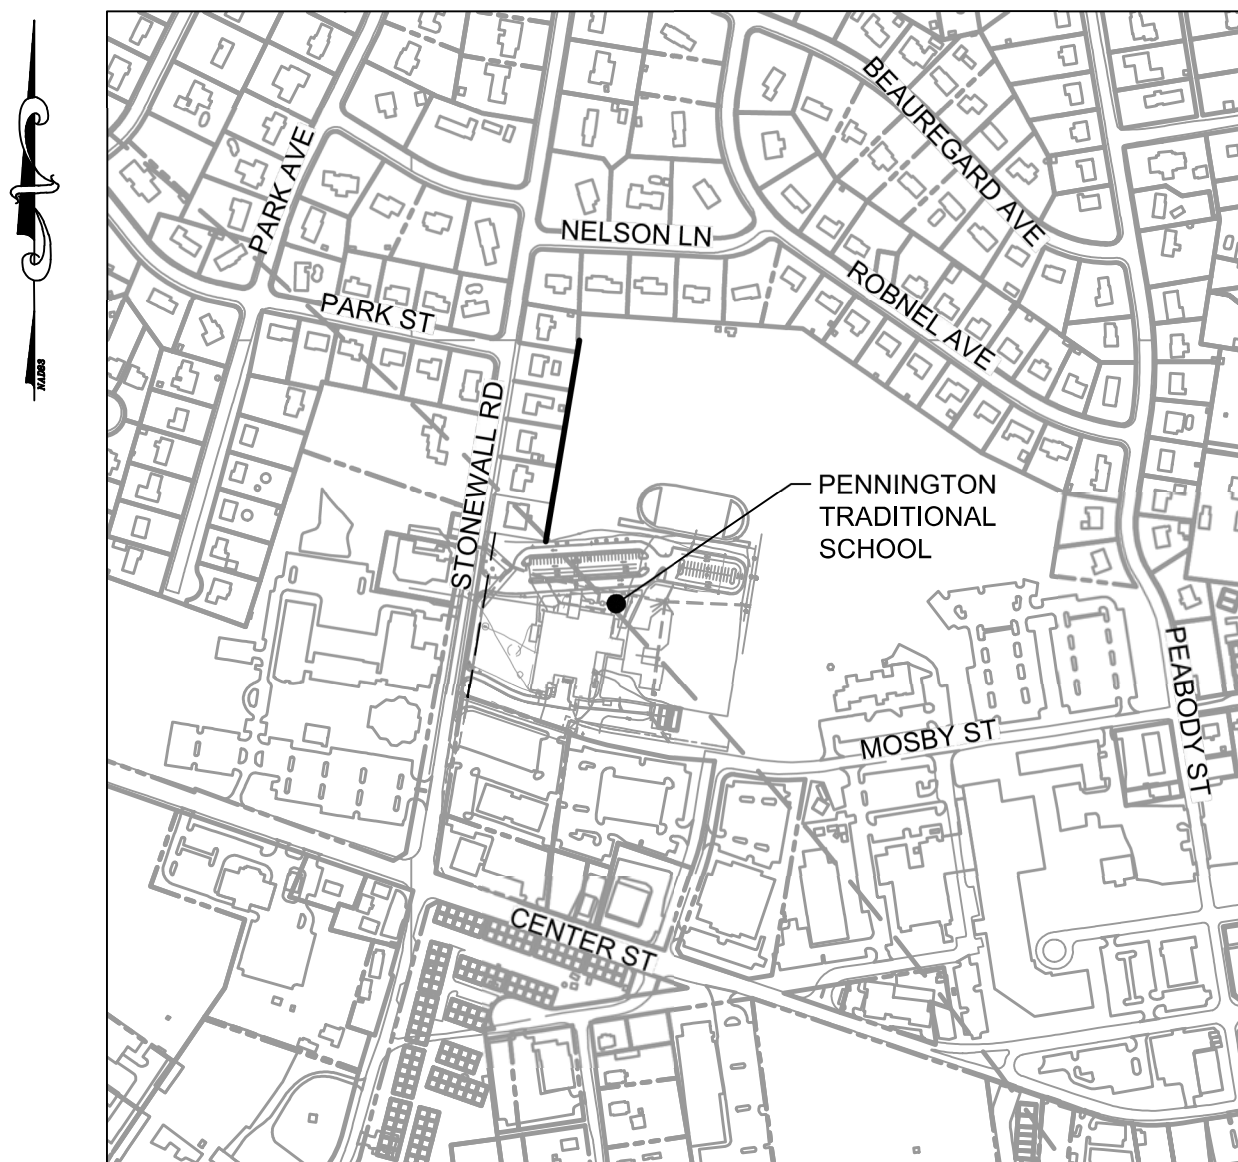 BEAUREGARD AVE
PARK AVE
NELSON LN
ROBNEL AVE
PARK ST
NAD83
STONEWALL RD
PENNINGTON
TRADITIONAL
SCHOOL
PEABODY ST
MOSBY ST
CENTER ST